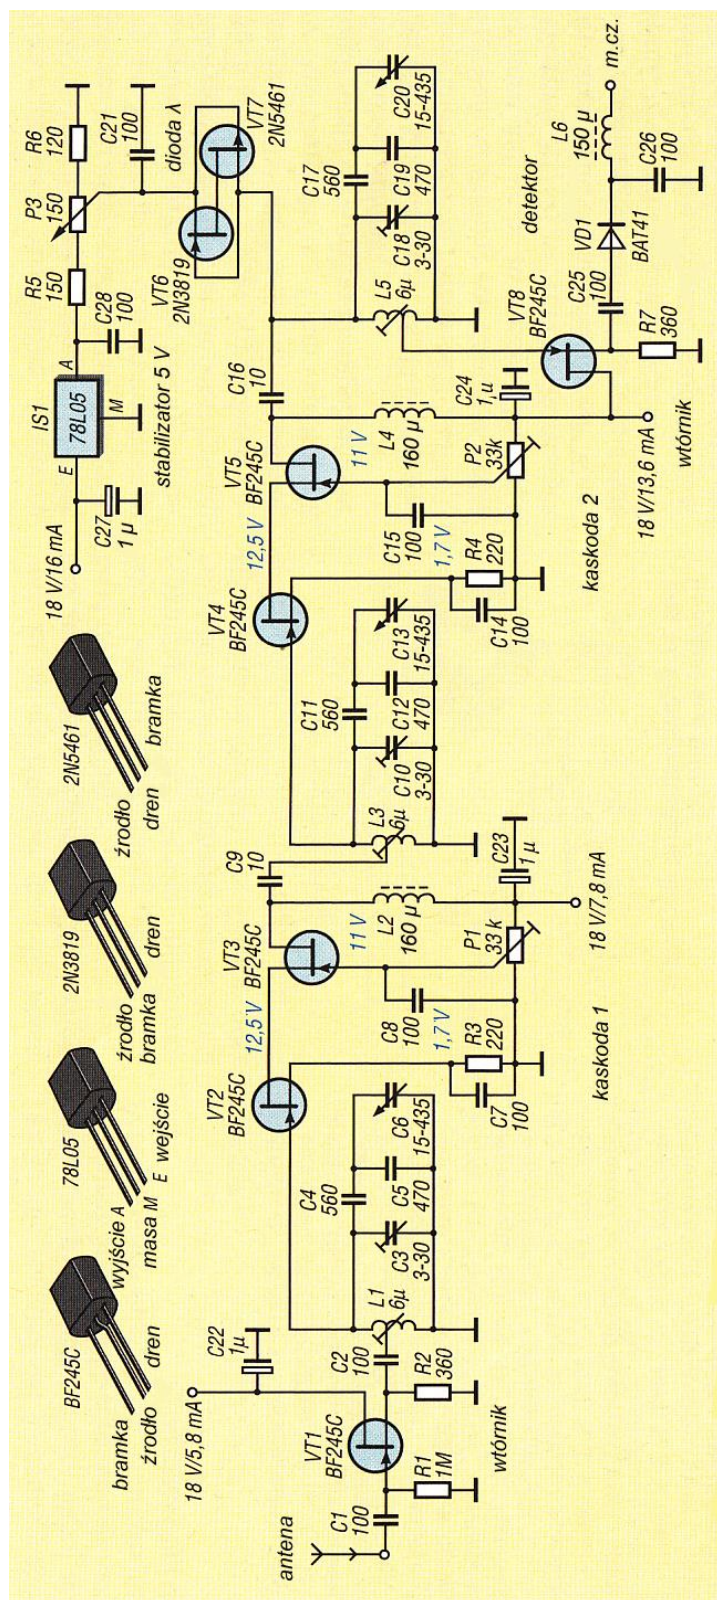 BF245C
bramka
źrodło
dren
78L05
wyjście A
masa M
E wejście
2N3819
źrodło
bramka
dren
2N5461
źrodło
dren
bramka
18 V/16 mA
C27
1 µ
E
IS1
78L05
M
A
stabilizator 5 V
C28
100
R5
150
P3
150
R6
120
C21
100
dioda λ
VT6
2N3819
VT7
2N5461
antena
C1
100
R1
1M
VT1
BF245C
18 V/5,8 mA
C22
1µ
R2
360
wtórnik
C2
100
L1
6µ
C3
3-30
C4
560
C5
470
C6
15-435
VT2
BF245C
12,5 V
VT3
BF245C
C7
100
R3
220
1,7 V
C8
100
11 V
L2
160 µ
P1
33 k
C23
1 µ
18 V/7,8 mA
kaskoda 1
C9
10
L3
6µ
C10
3-30
C11
560
C12
470
C13
15-435
VT4
BF245C
12,5 V
VT5
BF245C
C14
100
R4
220
1,7 V
C15
100
11 V
L4
160 µ
P2
33k
C24
1µ
18 V/13,6 mA
kaskoda 2
wtórnik
C16
10
L5
6µ
C17
560
C18
3-30
C19
470
C20
15-435
VT8
BF245C
R7
360
C25
100
VD1
BAT41
detektor
C26
100
L6
150 µ
m.cz.